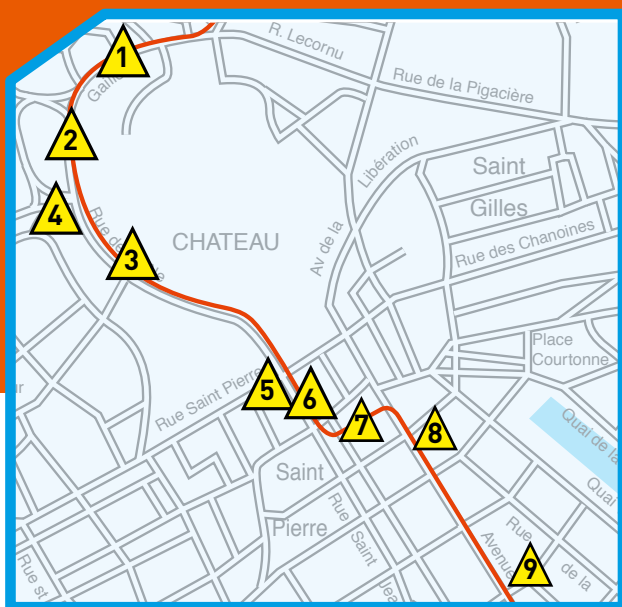 1
R. Lecornu
Rue de la Pigacière
2
Libération
Saint
Gilles
4
CHATEAU
Av de la
Rue des Chanoines
3
Place
Courtonne
5
6
Rue Saint Pierre
7
8
Quai de la
Saint
Pierre
Quai
Rue Saint
Rue
de la
Avenue
9
Rue st